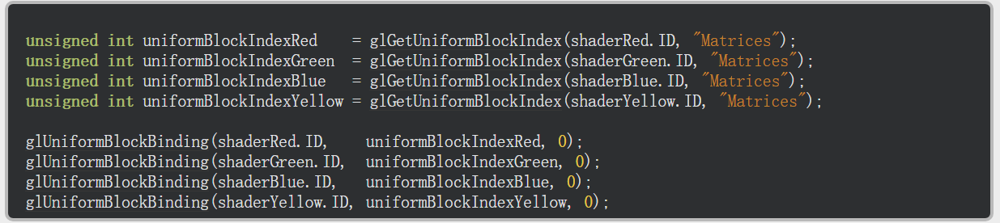 unsigned int uniformBlockIndexRed    = glGetUniformBlockIndex(shaderRed.ID, "Matrices");
unsigned int uniformBlockIndexGreen  = glGetUniformBlockIndex(shaderGreen.ID, "Matrices");
unsigned int uniformBlockIndexBlue   = glGetUniformBlockIndex(shaderBlue.ID, "Matrices");
unsigned int uniformBlockIndexYellow = glGetUniformBlockIndex(shaderYellow.ID, "Matrices");
glUniformBlockBinding(shaderRed.ID,    uniformBlockIndexRed, 0);
glUniformBlockBinding(shaderGreen.ID,  uniformBlockIndexGreen, 0);
glUniformBlockBinding(shaderBlue.ID,   uniformBlockIndexBlue, 0);
glUniformBlockBinding(shaderYellow.ID, uniformBlockIndexYellow, 0);